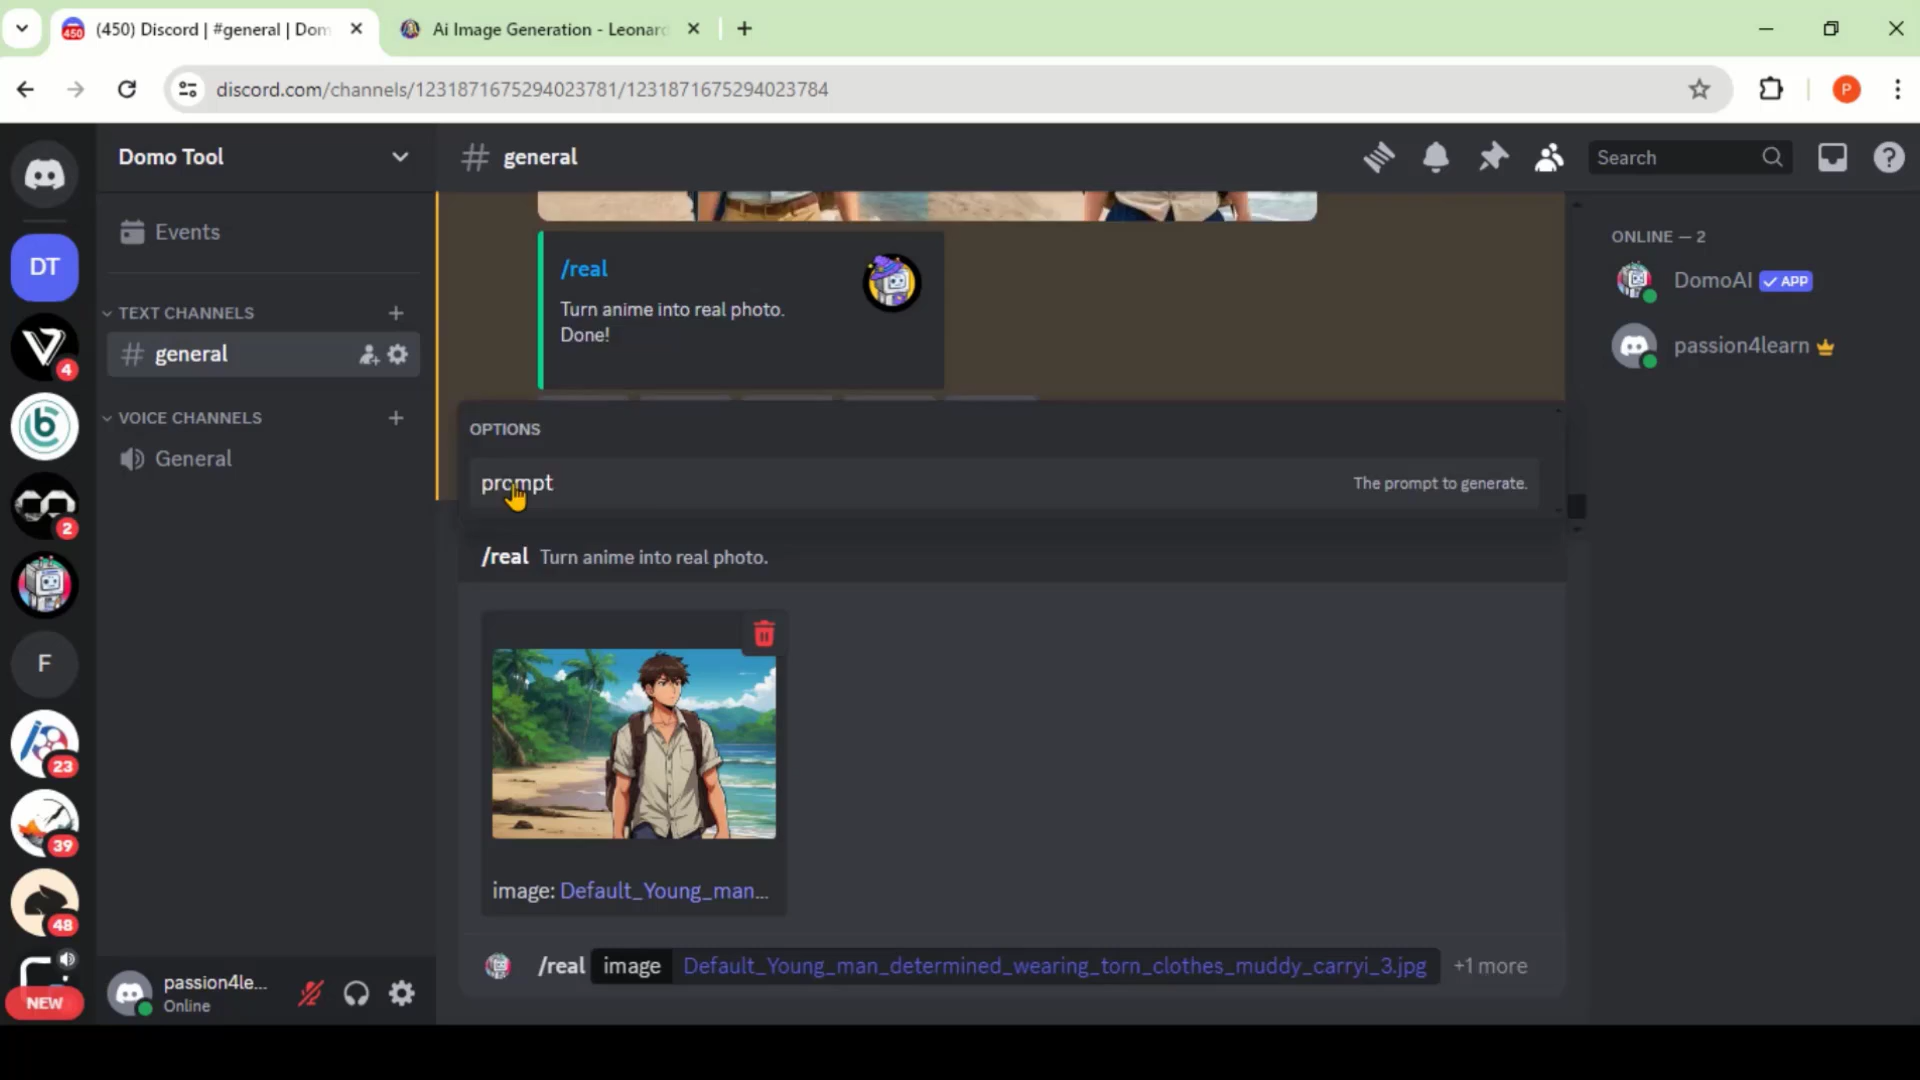 450
(450) Discord | #general | Dom
Ai Image Generation - Leonar
discord.com/channels/1231871675294023781/1231871675294023784
P
Domo Tool
general
Search
Events
DT
TEXT CHANNELS
general
VOICE CHANNELS
General
4
2
F
23
39
48
NEW
/real
Turn anime into real photo.
Done!
OPTIONS
prompt
The prompt to generate.
/real Turn anime into real photo.
image: Default_Young_man...
/real image Default_Young_man_determined_wearing_torn_clothes_muddy_carryi_3.jpg +1 more
ONLINE — 2
DomoAI APP
passion4learn
passion4le...
Online